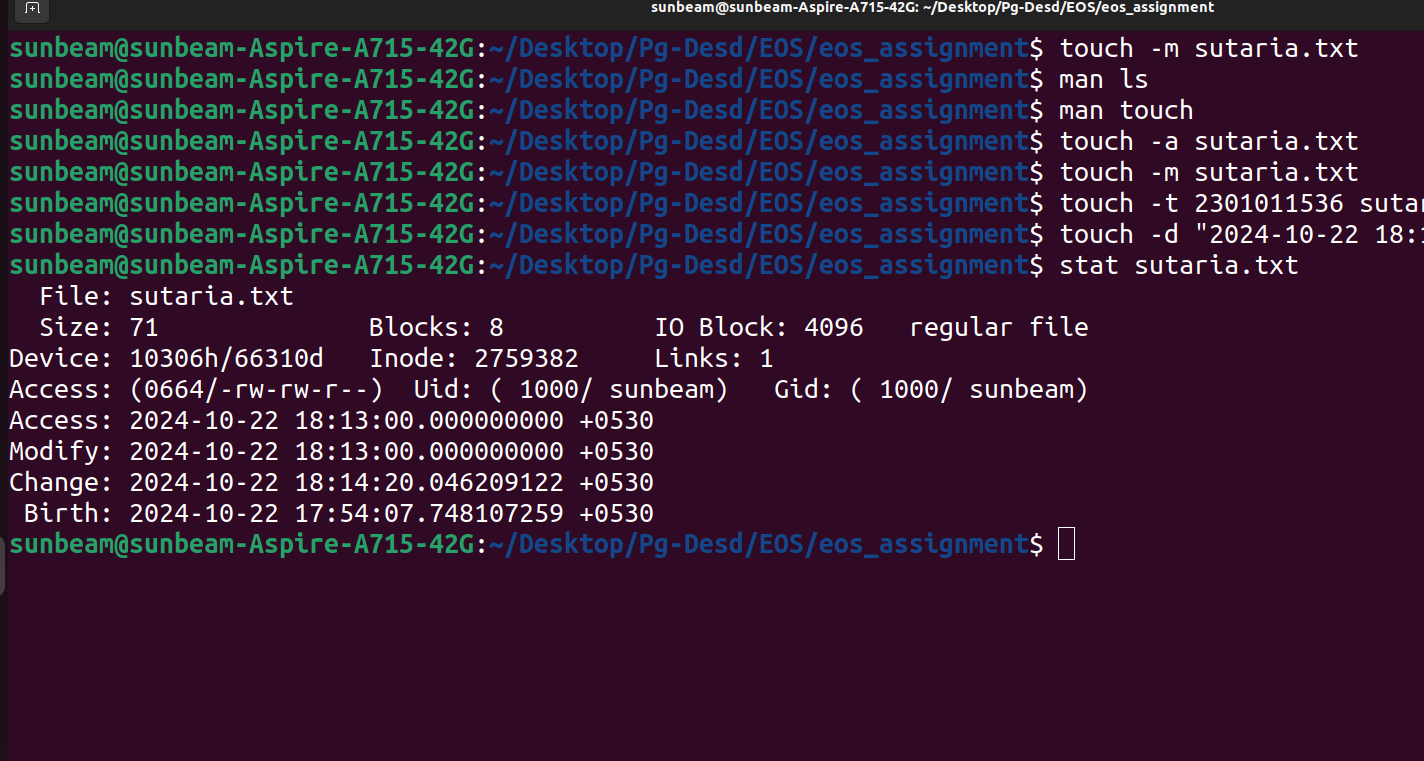 sunbeam@sunbeam-Aspire-A715-42G: ~/Desktop/Pg-Desd/EOS/eos_assignment
sunbeam@sunbeam-Aspire-A715-42G:~/Desktop/Pg-Desd/EOS/eos_assignment$ touch -m sutaria.txt
sunbeam@sunbeam-Aspire-A715-42G:~/Desktop/Pg-Desd/EOS/eos_assignment$ man ls
sunbeam@sunbeam-Aspire-A715-42G:~/Desktop/Pg-Desd/EOS/eos_assignment$ man touch
sunbeam@sunbeam-Aspire-A715-42G:~/Desktop/Pg-Desd/EOS/eos_assignment$ touch -a sutaria.txt
sunbeam@sunbeam-Aspire-A715-42G:~/Desktop/Pg-Desd/EOS/eos_assignment$ touch -m sutaria.txt
sunbeam@sunbeam-Aspire-A715-42G:~/Desktop/Pg-Desd/EOS/eos_assignment$ touch -t 2301011536
sunbeam@sunbeam-Aspire-A715-42G:~/Desktop/Pg-Desd/EOS/eos_assignment$ touch -d "2024-10-22 18:
sunbeam@sunbeam-Aspire-A715-42G:~/Desktop/Pg-Desd/EOS/eos_assignment$ stat sutaria.txt
File: sutaria.txt
Size: 71 Blocks: 8 IO Block: 4096 regular file
Device: 10306h/66310d Inode: 2759382 Links: 1
Access: (0664/-rw-rw-r--) Uid: ( 1000/ sunbeam) Gid: ( 1000/ sunbeam)
Access: 2024-10-22 18:13:00.000000000 +0530
Modify: 2024-10-22 18:13:00.000000000 +0530
Change: 2024-10-22 18:14:20.046209122 +0530
Birth: 2024-10-22 17:54:07.748107259 +0530
sunbeam@sunbeam-Aspire-A715-42G:~/Desktop/Pg-Desd/EOS/eos_assignment$